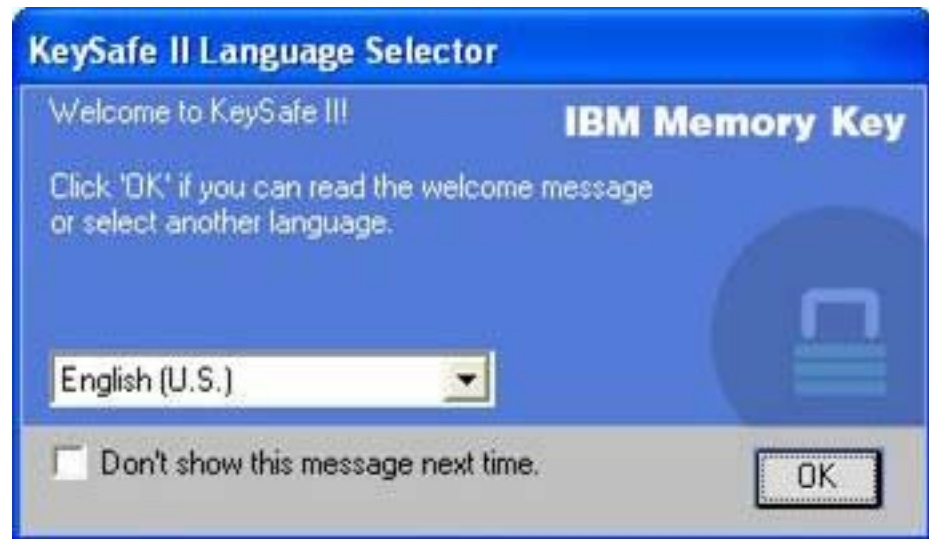 KeySafe II Language Selector
Welcome to KeySafe II!
IBM Memory Key
Click 'OK' if you can read the welcome message
or select another language.
English (U.S.)
Don't show this message next time.
OK